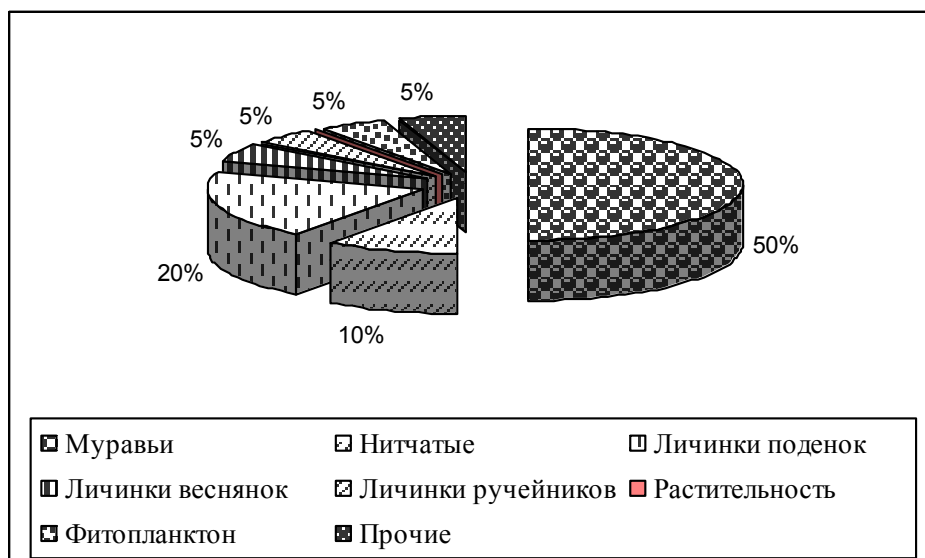 5%
5%
5%
5%
50%
20%
10%
Муравьи
Нитчатые
Личинки поденок
Личинки веснянок
Личинки ручейников
Растительность
Фитопланктон
Прочие